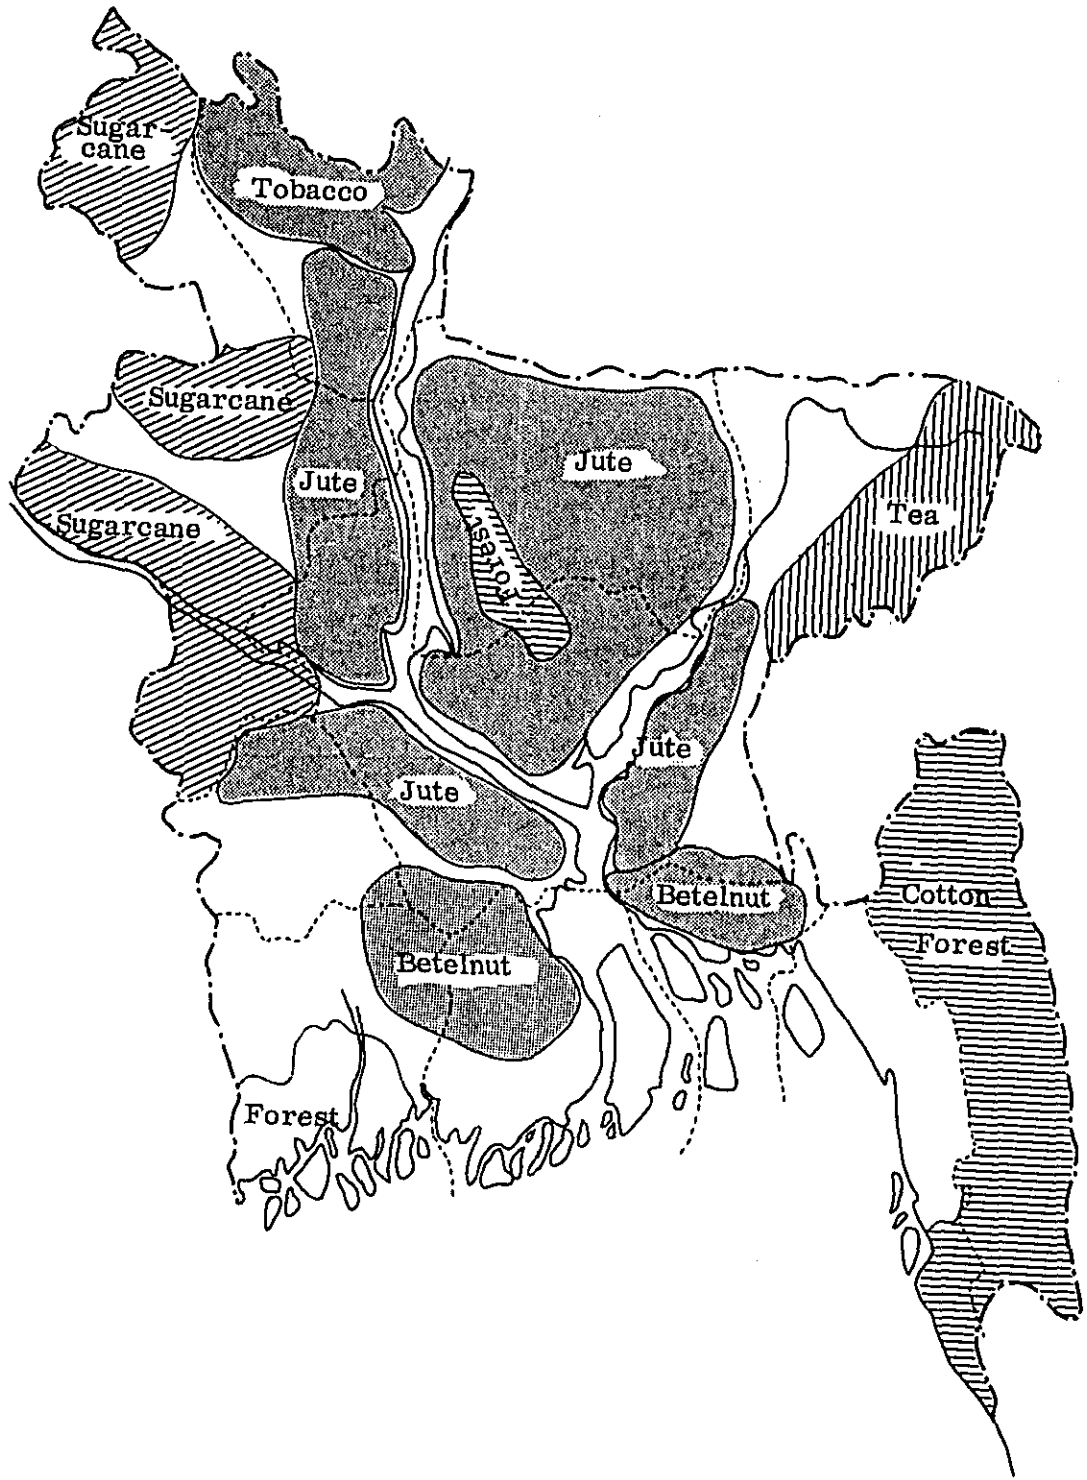 Sugar-
cane
Tobacco
Sugarcane
Jute
Jute
Sugarcane
Tea
Forest
Jute
Jute
Betelnut
Cotton
Forest
Betelnut
Forest